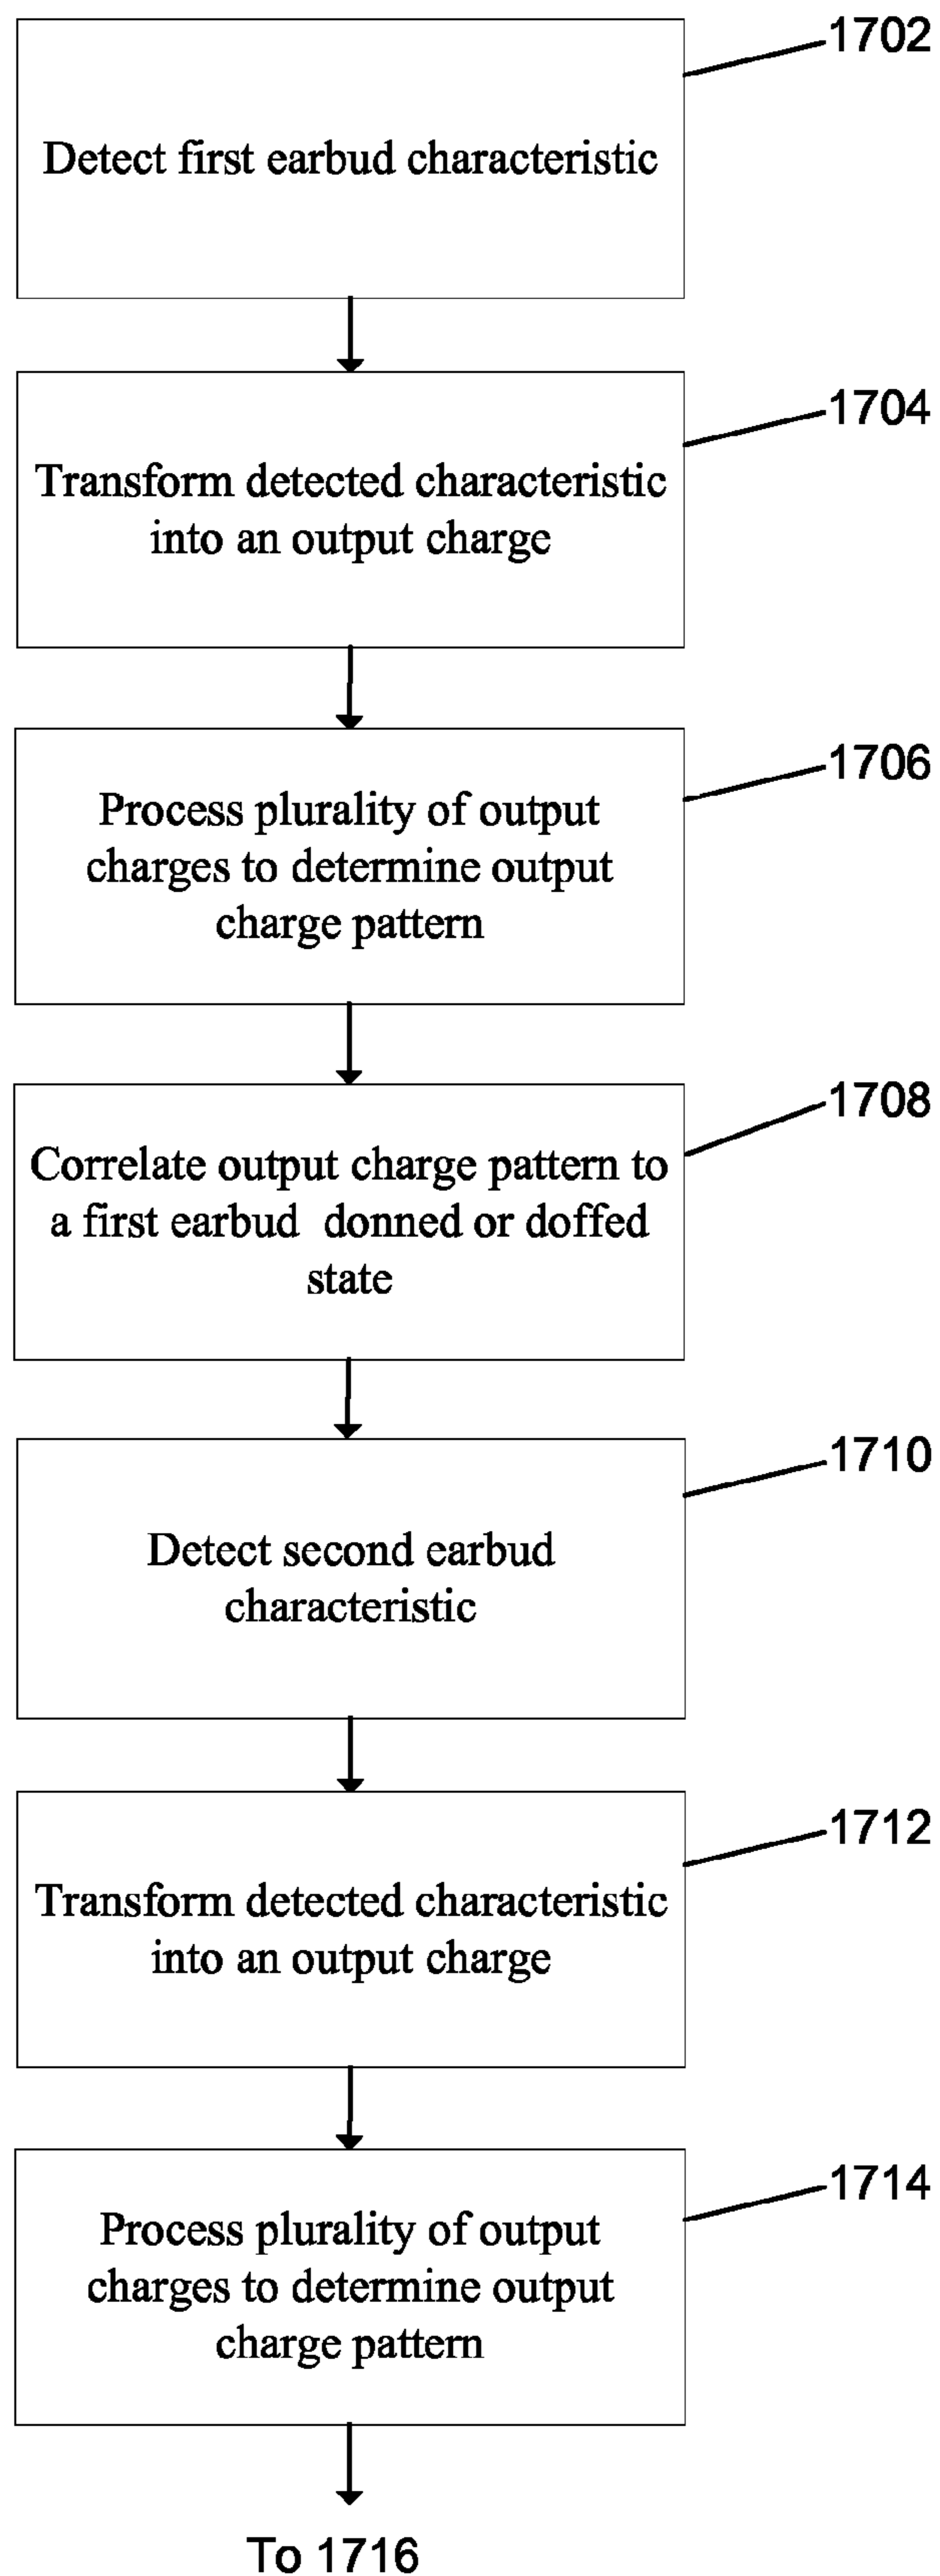 1702
Detect first earbud characteristic
1704
Transform detected characteristic
into an output charge
1706
Process plurality of output
charges to determine output
charge pattern
1708
Correlate output charge pattern to
a first earbud donned or doffed
state
1710
Detect second earbud
characteristic
1712
Transform detected characteristic
into an output charge
1714
Process plurality of output
charges to determine output
charge pattern
To 1716